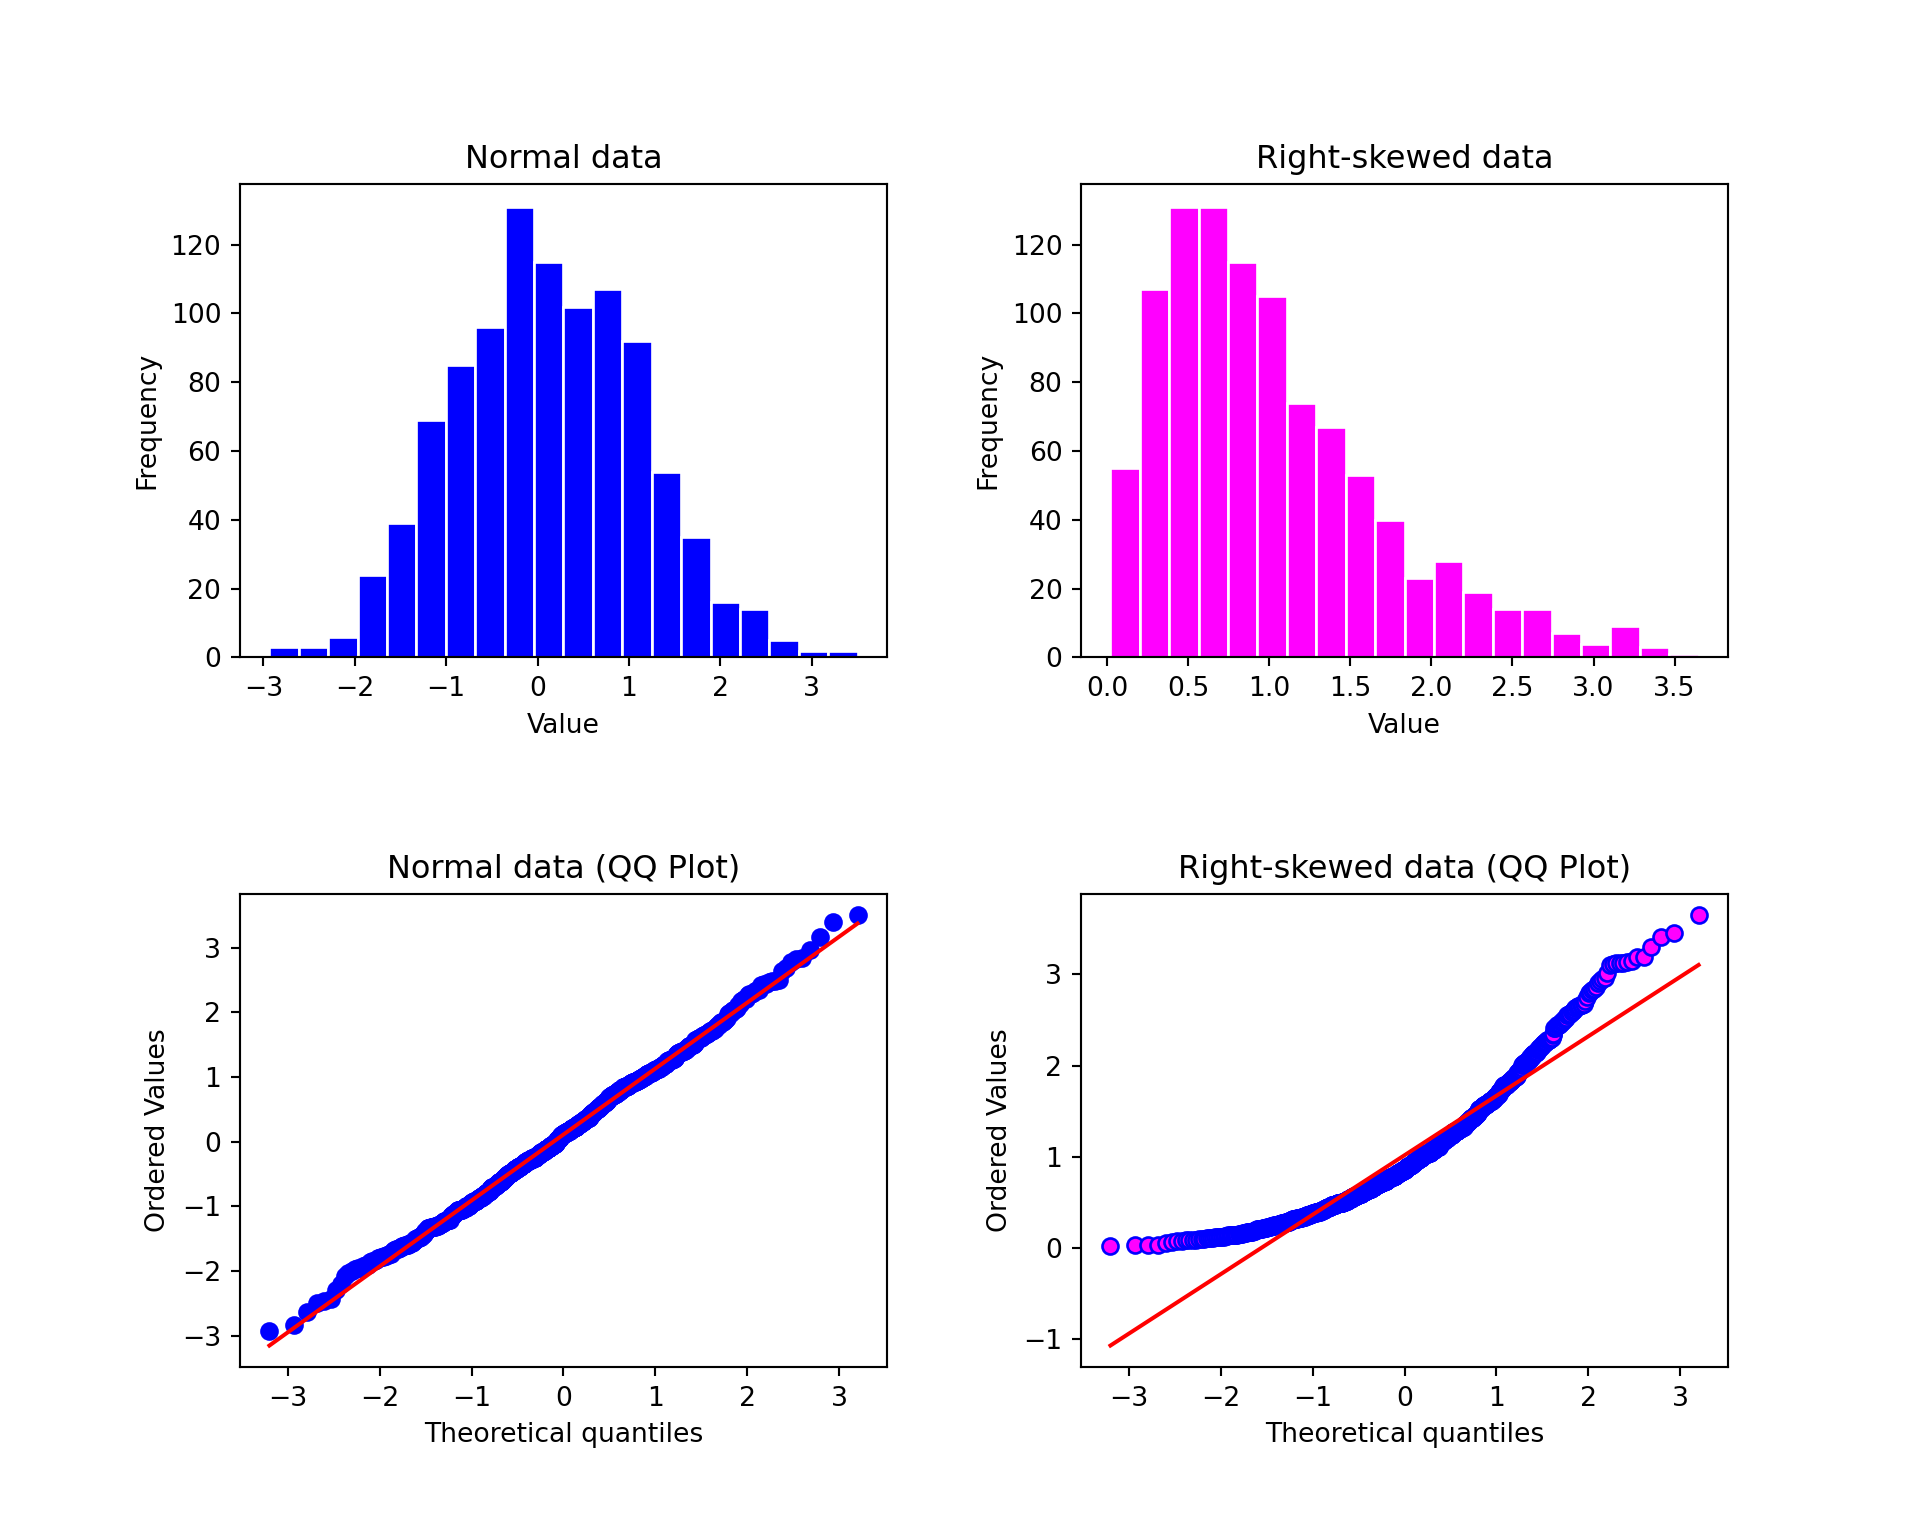 Normal data
Right-skewed data
120
100
80
60
40
20
0
Frequency
−3 −2 −1 0 1 2 3
Value
120
100
80
60
40
20
0
Frequency
0.0 0.5 1.0 1.5 2.0 2.5 3.0 3.5
Value
Normal data (QQ Plot)
Right-skewed data (QQ Plot)
3
2
1
0
−1
−2
−3
Ordered Values
−3 −2 −1 0 1 2 3
Theoretical quantiles
3
2
1
0
−1
Ordered Values
−3 −2 −1 0 1 2 3
Theoretical quantiles